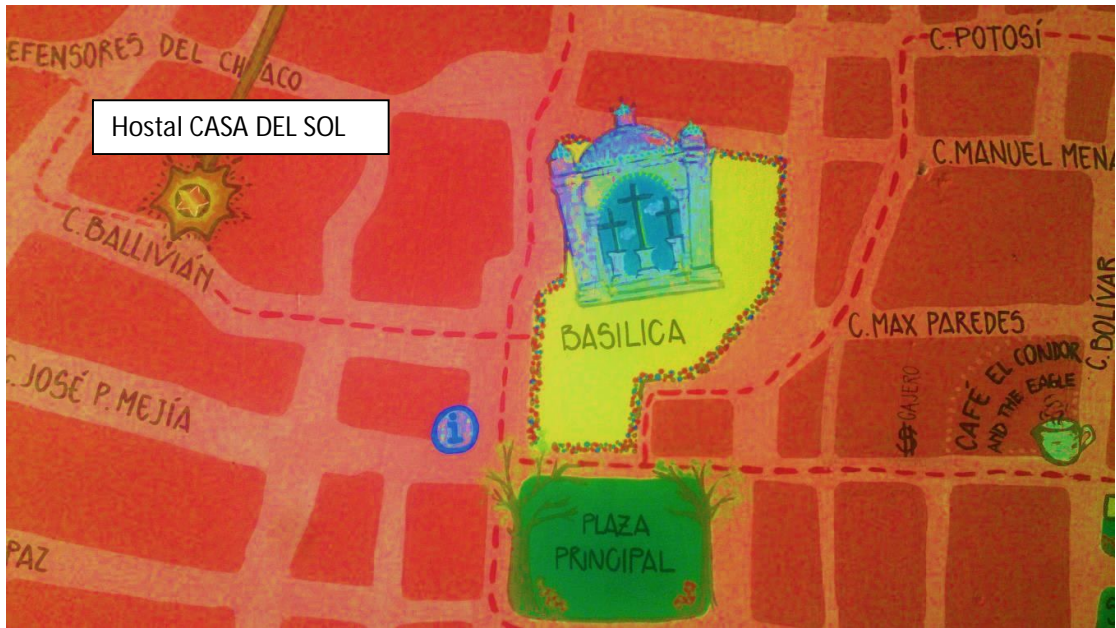 EFENSORES DEL CHACO
C. POTOSÍ
Hostal CASA DEL SOL
C. MANUEL MENA
C. BALLIVIÁN
C. BOLÍVAR
C. MAX PAREDES
BASILICA
C. JOSÉ P. MEJÍA
i
$ CAJERO
CAFÉ EL CONDOR
AND THE EAGLE
PLAZA
PRINCIPAL
PAZ